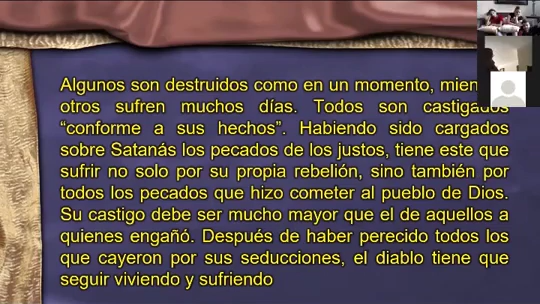 Algunos son destruidos como en un momento, mien
otros sufren muchos días. Todos son castigados
“conforme a sus hechos”. Habiendo sido cargados
sobre Satanás los pecados de los justos, tiene este que
sufrir no solo por su propia rebelión, sino también por
todos los pecados que hizo cometer al pueblo de Dios.
Su castigo debe ser mucho mayor que el de aquellos a
quienes engañó. Después de haber perecido todos los
que cayeron por sus seducciones, el diablo tiene que
seguir viviendo y sufriendo